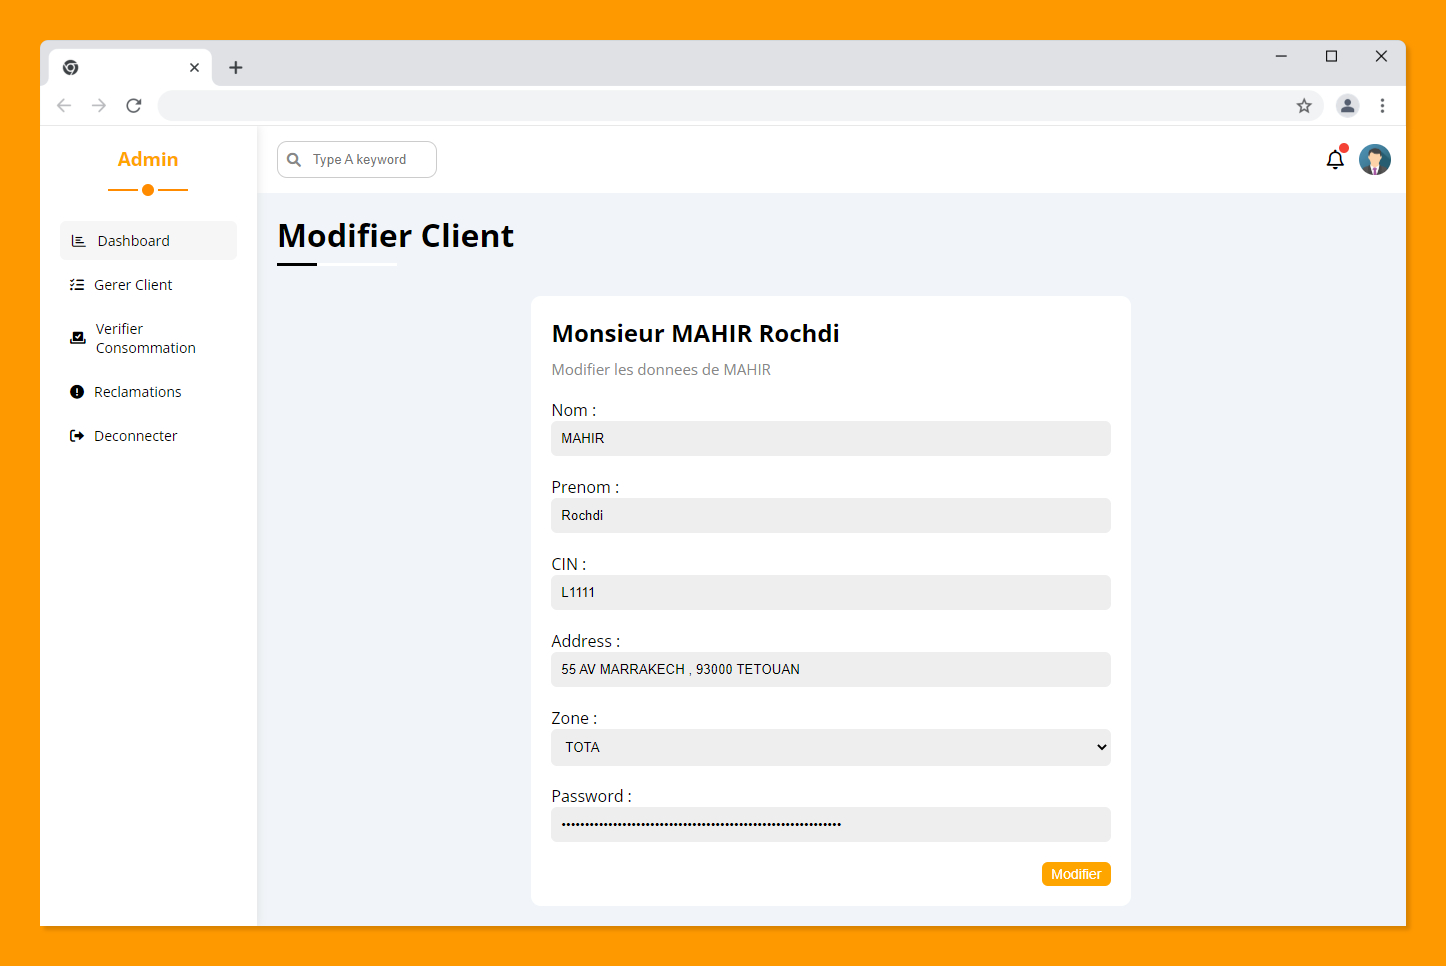 Admin
Type A keyword
Dashboard
Gerer Client
Verifier
Consommation
Reclamations
Deconnecter
Modifier Client
Monsieur MAHIR Rochdi
Modifier les donnees de MAHIR
Nom :
MAHIR
Prenom :
Rochdi
CIN :
L1111
Address :
55 AV MARRAKECH , 93000 TETOUAN
Zone :
TOTA
Password :
Modifier